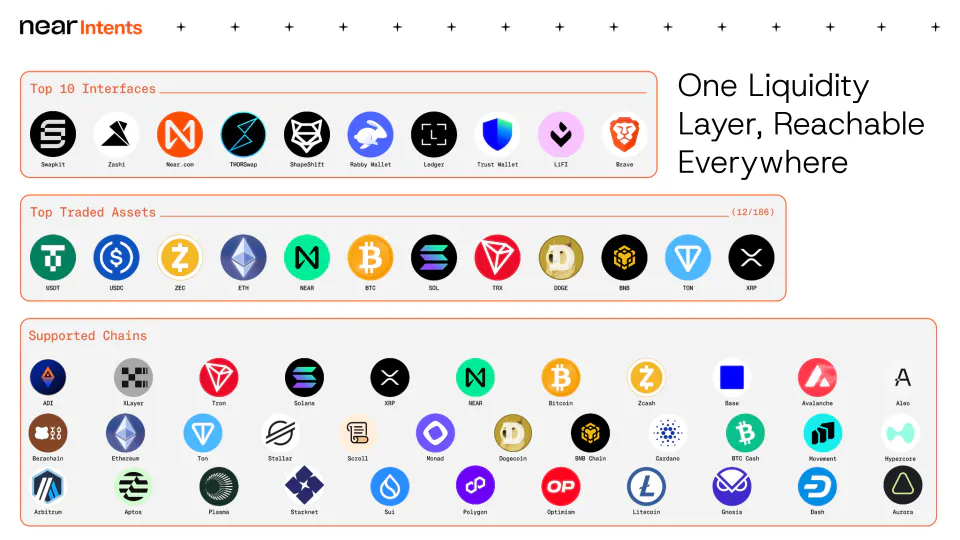 near Intents
One Liquidity
Layer, Reachable
Everywhere
Top 10 Interfaces
Swapkit Zashi Near.com THORSwap ShapeShift Rabby Wallet Ledger Trust Wallet LiFI Brave
Top Traded Assets (12/186)
USDT USDC ZEC ETH NEAR BTC SOL TRX DOGE BNB TON XRP
Supported Chains
ADI XLayer Tron Solana XRP NEAR Bitcoin Zcash Base Avalanche Aleo
Berachain Ethereum Ton Stellar Scroll Monad Dogecoin BNB Chain Cardano BTC Cash Movement Hypercore
OP
Arbitrum Aptos Plasma Starknet Sui Polygon Optimism Litecoin Gnosis Dash Aurora